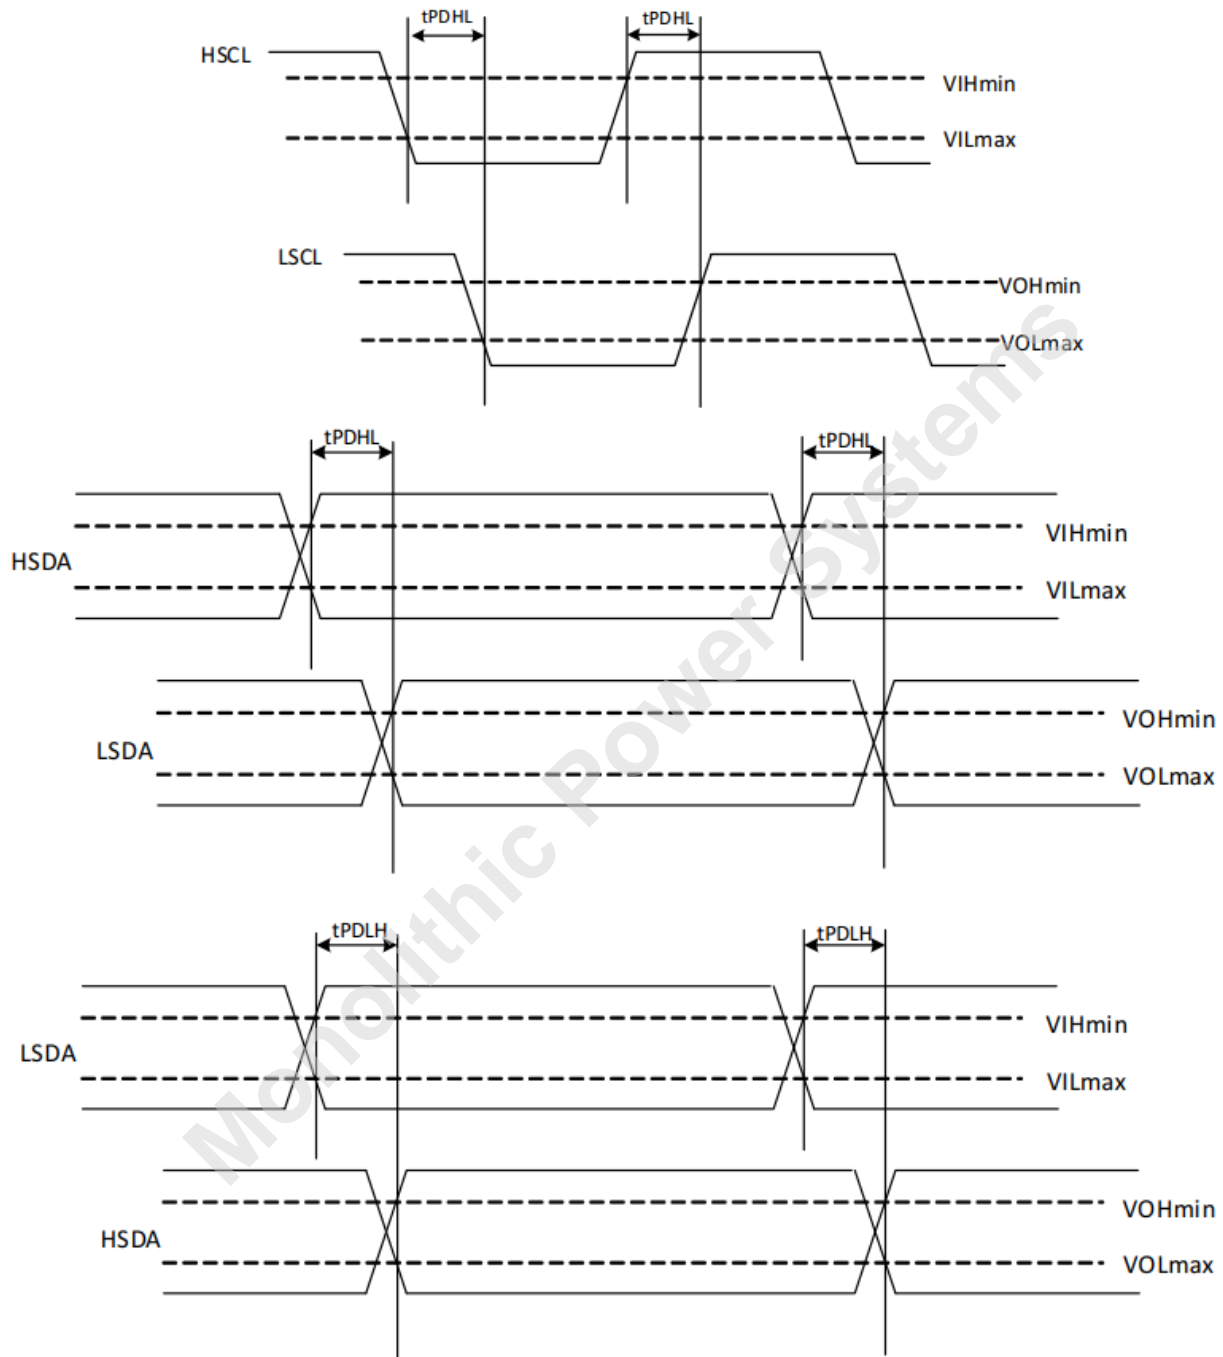 tPDHL tPDHL
HSCL
VIHmin
VILmax
LSCL
VOHmin
VOLmax
tPDHL tPDHL
VIHmin
HSDA
VILmax
VOHmin
LSDA
VOLmax
tPDLH tPDLH
VIHmin
LSDA
VILmax
VOHmin
HSDA
VOLmax
Monolithic Power Systems